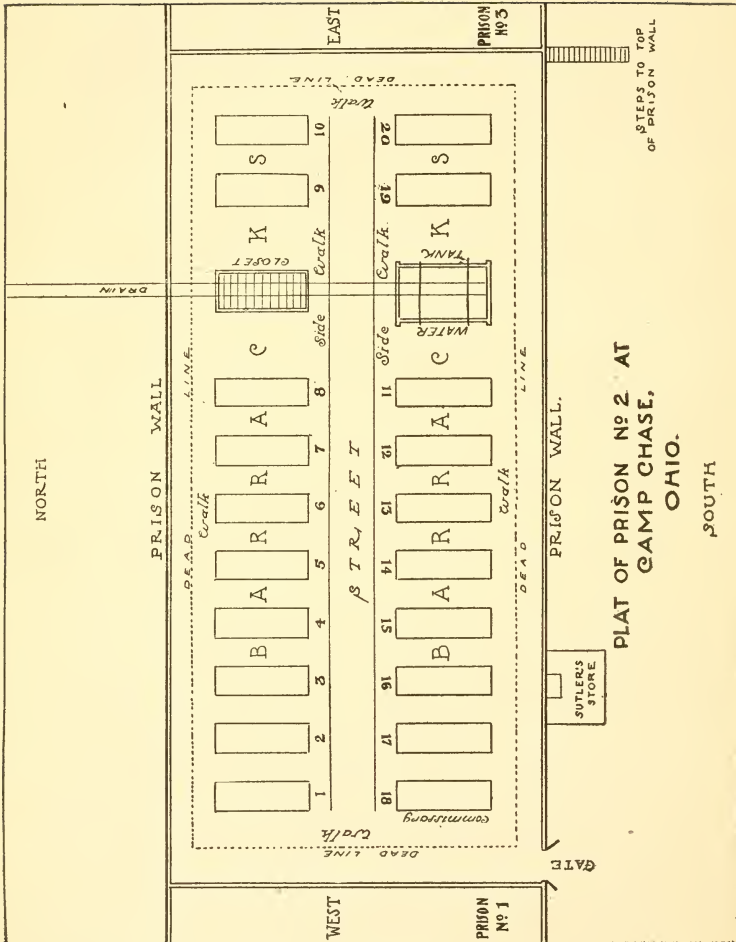 NORTH
PRISON WALL
DEAD LINE
Walk
DRAIN
CLOSET
BARRACKS
1 2 3 4 5 6 7 8 9 10
Side Walk
STREET
Side Walk.
18 17 16 15 14 13 12 11 19 20
BARRACKS
WATER TANK
Commissary
Walk
DEAD LINE
PRISON WALL.
WEST
PRISON
No 1
Walk
DEAD LINE
EAST
PRISON
No 3
Walk
DEAD LINE
GATE
SUTLER'S
STORE
STEPS TO TOP
OF PRISON WALL
PLAT OF PRISON No 2 AT
CAMP CHASE,
OHIO.
SOUTH